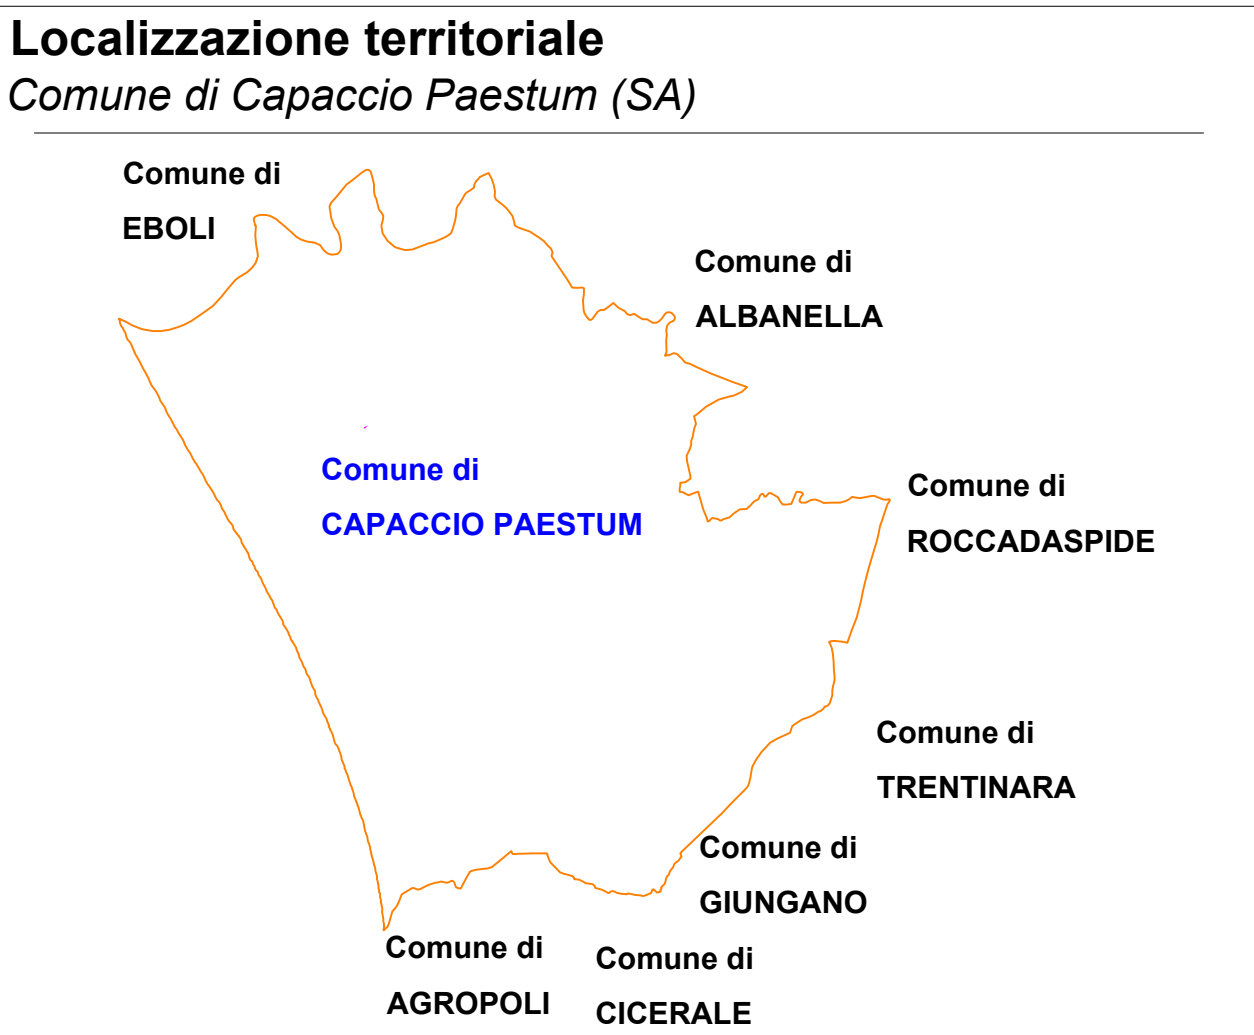 Localizzazione territoriale
Comune di Capaccio Paestum (SA)
Comune di
EBOLI
Comune di
ALBANELLA
Comune di
CAPACCIO PAESTUM
Comune di
ROCCADASPIDE
Comune di
TRENTINARA
Comune di
GIUNGANO
Comune di
AGROPOLI
Comune di
CICERALE